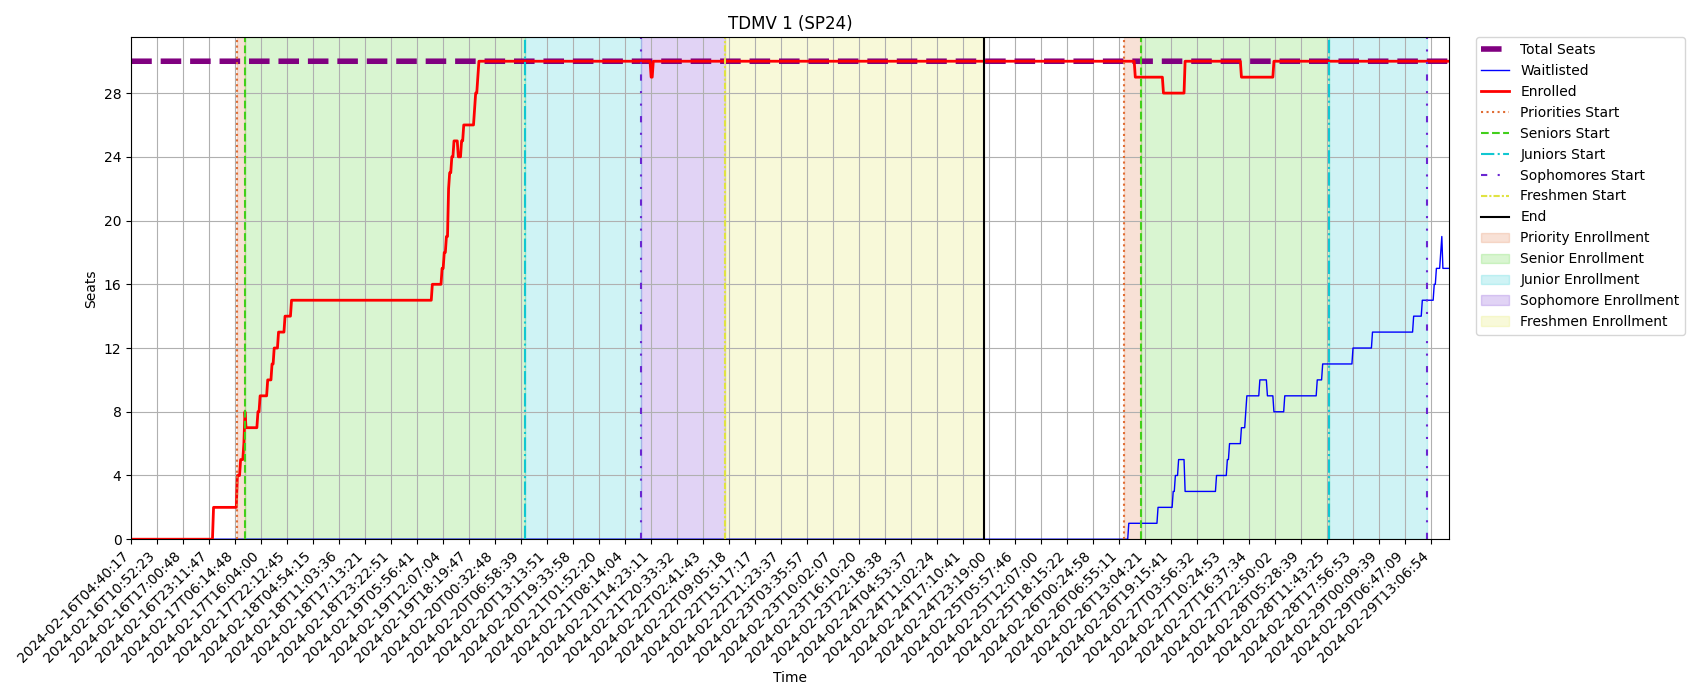 TDMV 1 (SP24)
Seats
28
24
20
16
12
8
4
0
2024-02-16T04:40:17
2024-02-16T10:52:23
2024-02-16T17:00:48
2024-02-16T23:11:47
2024-02-17T06:14:48
2024-02-17T16:04:00
2024-02-17T22:12:45
2024-02-18T04:54:15
2024-02-18T11:03:36
2024-02-18T17:13:21
2024-02-18T23:22:51
2024-02-19T05:56:41
2024-02-19T12:07:04
2024-02-19T18:19:47
2024-02-20T00:32:48
2024-02-20T06:58:39
2024-02-20T13:13:51
2024-02-20T19:33:58
2024-02-21T01:52:20
2024-02-21T08:14:04
2024-02-21T14:23:11
2024-02-21T20:33:32
2024-02-22T02:41:43
2024-02-22T09:05:18
2024-02-22T15:17:17
2024-02-22T21:23:37
2024-02-23T03:35:57
2024-02-23T10:02:07
2024-02-23T16:10:20
2024-02-23T22:18:38
2024-02-24T04:53:37
2024-02-24T11:02:24
2024-02-24T17:10:41
2024-02-24T23:19:00
2024-02-25T05:57:46
2024-02-25T12:07:00
2024-02-25T18:15:22
2024-02-26T00:24:58
2024-02-26T06:55:11
2024-02-26T13:04:21
2024-02-26T19:15:41
2024-02-27T03:56:32
2024-02-27T10:24:53
2024-02-27T16:37:34
2024-02-27T22:50:02
2024-02-28T05:28:39
2024-02-28T11:43:25
2024-02-28T17:56:53
2024-02-29T00:09:39
2024-02-29T06:47:09
2024-02-29T13:06:54
Time
Total Seats
Waitlisted
Enrolled
Priorities Start
Seniors Start
Juniors Start
Sophomores Start
Freshmen Start
End
Priority Enrollment
Senior Enrollment
Junior Enrollment
Sophomore Enrollment
Freshmen Enrollment